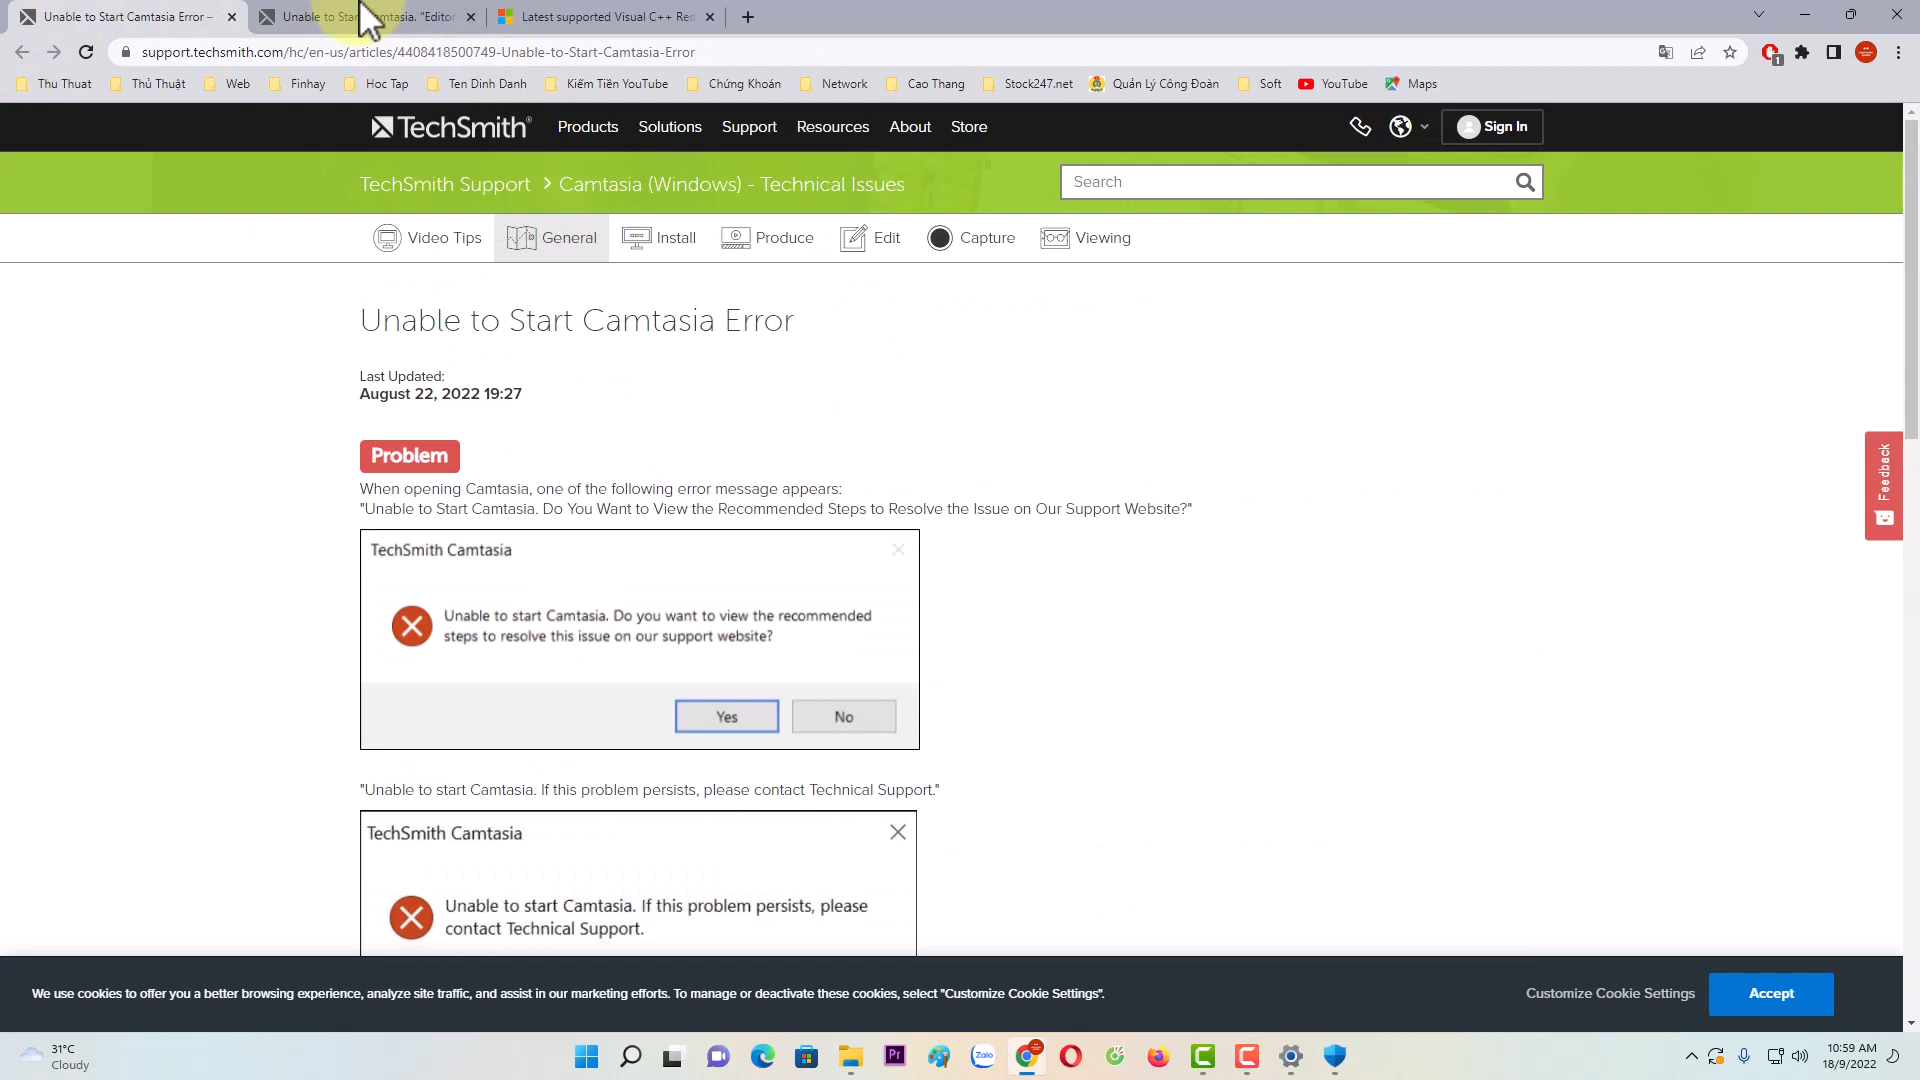 Unable to Start Camtasia Error –
Unable to Star
amtasia. "Editor
Latest supported Visual C++ Red
support.techsmith.com/hc/en-us/articles/4408418500749-Unable-to-Start-Camtasia-Error
1
Thu Thuat
Thủ Thuật
Web
Finhay
Hoc Tap
Ten Dinh Danh
Kiếm Tiền YouTube
Chứng Khoán
Network
Cao Thang
Stock247.net
Quản Lý Công Đoàn
Soft
YouTube
Maps
TechSmith®
Products
Solutions
Support
Resources
About
Store
Sign In
TechSmith Support > Camtasia (Windows) - Technical Issues
Search
Video Tips
General
Install
Produce
Edit
Capture
Viewing
Unable to Start Camtasia Error
Last Updated:
August 22, 2022 19:27
Problem
When opening Camtasia, one of the following error message appears:
"Unable to Start Camtasia. Do You Want to View the Recommended Steps to Resolve the Issue on Our Support Website?"
TechSmith Camtasia
Unable to start Camtasia. Do you want to view the recommended
steps to resolve this issue on our support website?
Yes
No
"Unable to start Camtasia. If this problem persists, please contact Technical Support."
TechSmith Camtasia
Unable to start Camtasia. If this problem persists, please
contact Technical Support.
Feedback
We use cookies to offer you a better browsing experience, analyze site traffic, and assist in our marketing efforts. To manage or deactivate these cookies, select "Customize Cookie Settings".
Customize Cookie Settings
Accept
31°C
Cloudy
Pr
Zalo
10:59 AM
18/9/2022